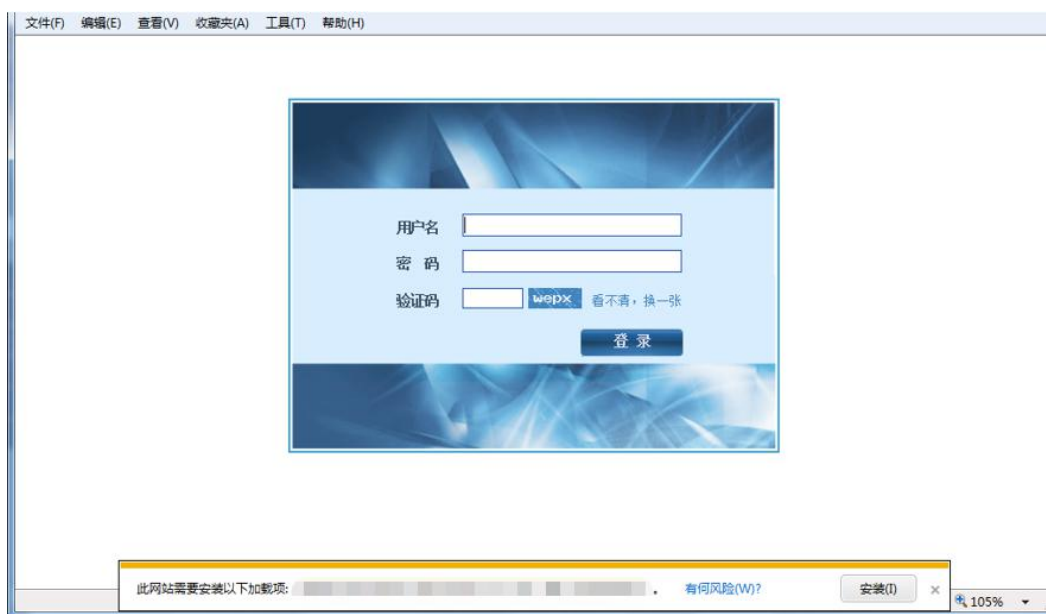 文件(F) 编辑(E) 查看(V) 收藏夹(A) 工具(T) 帮助(H)
用户名
密 码
验证码 wepx 看不清，换一张
登 录
此网站需要安装以下加载项: . 有何风险(W)? 安装(I) ×
105%